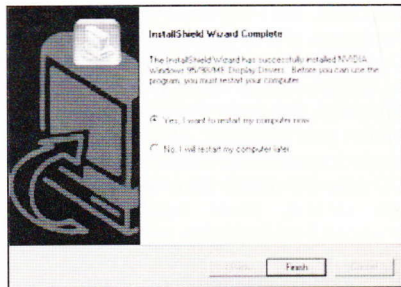 InstallShield Wizard Complete
The InstallShield Wizard has successfully installed NVIDIA
Windows 95/98/ME Display Drivers. Before you can use the
program, you must restart your computer.
Yes, I want to restart my computer now.
No, I will restart my computer later.
Finish
Cancel